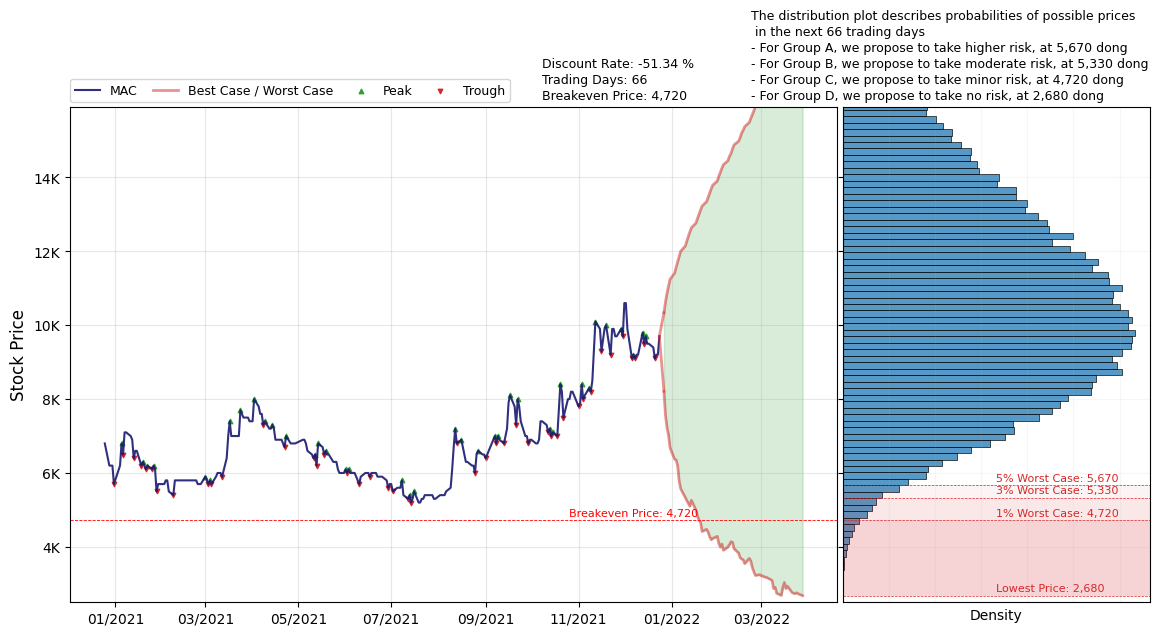 The distribution plot describes probabilities of possible prices
in the next 66 trading days
- For Group A, we propose to take higher risk, at 5,670 dong
- For Group B, we propose to take moderate risk, at 5,330 dong
- For Group C, we propose to take minor risk, at 4,720 dong
- For Group D, we propose to take no risk, at 2,680 dong
Discount Rate: -51.34 %
Trading Days: 66
Breakeven Price: 4,720
MAC
Best Case / Worst Case
Peak
Trough
Stock Price
14K
12K
10K
8K
6K
4K
Breakeven Price: 4,720
5% Worst Case: 5,670
3% Worst Case: 5,330
1% Worst Case: 4,720
Lowest Price: 2,680
01/2021
03/2021
05/2021
07/2021
09/2021
11/2021
01/2022
03/2022
Density